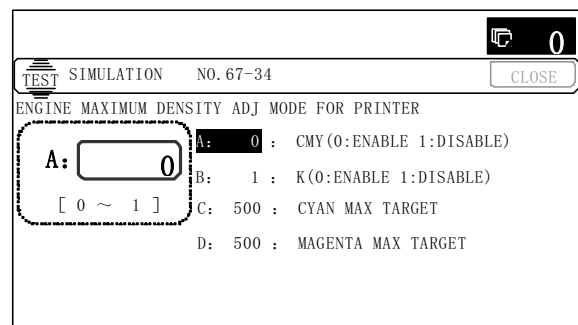 0
TEST SIMULATION NO.67-34 CLOSE
ENGINE MAXIMUM DENSITY ADJ MODE FOR PRINTER
A: 0
[ 0 ～ 1 ]
A: 0 : CMY(0:ENABLE 1:DISABLE)
B: 1 : K(0:ENABLE 1:DISABLE)
C: 500 : CYAN MAX TARGET
D: 500 : MAGENTA MAX TARGET